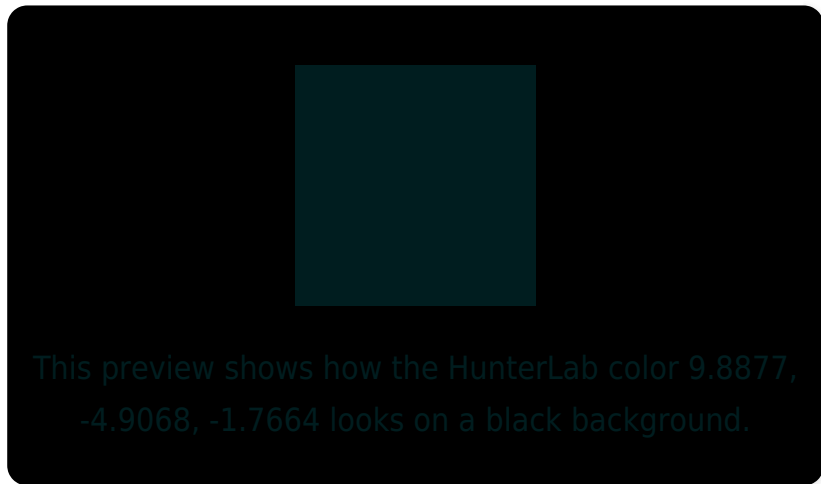 This preview shows how the HunterLab color 9.8877,
-4.9068, -1.7664 looks on a black background.